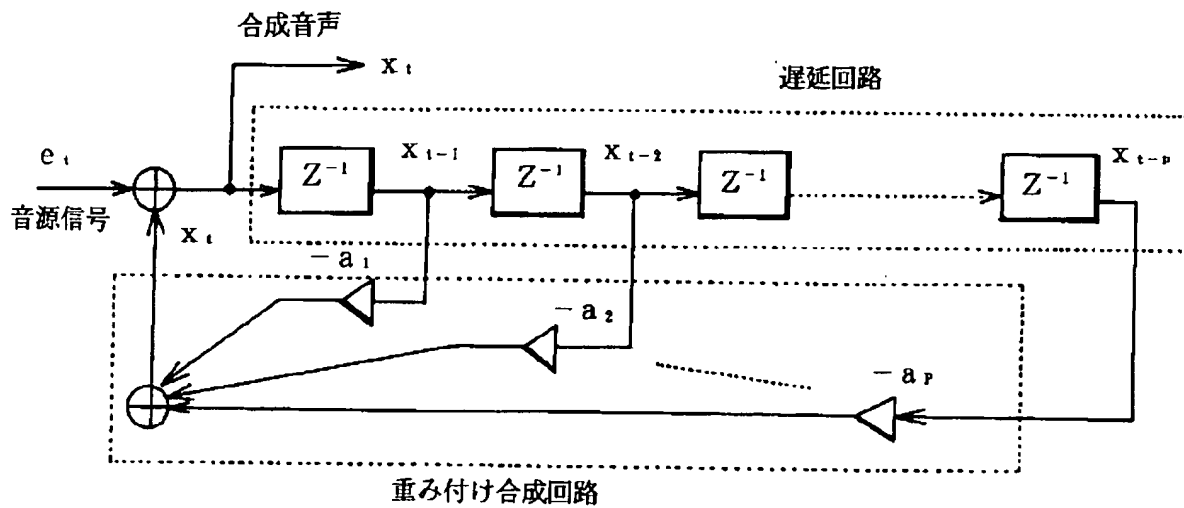 合成音声
x t
遅延回路
e t
Z⁻¹
x t-1
Z⁻¹
x t-2
Z⁻¹
Z⁻¹
x t-p
音源信号
x t
-a 1
-a 2
-a p
重み付け合成回路